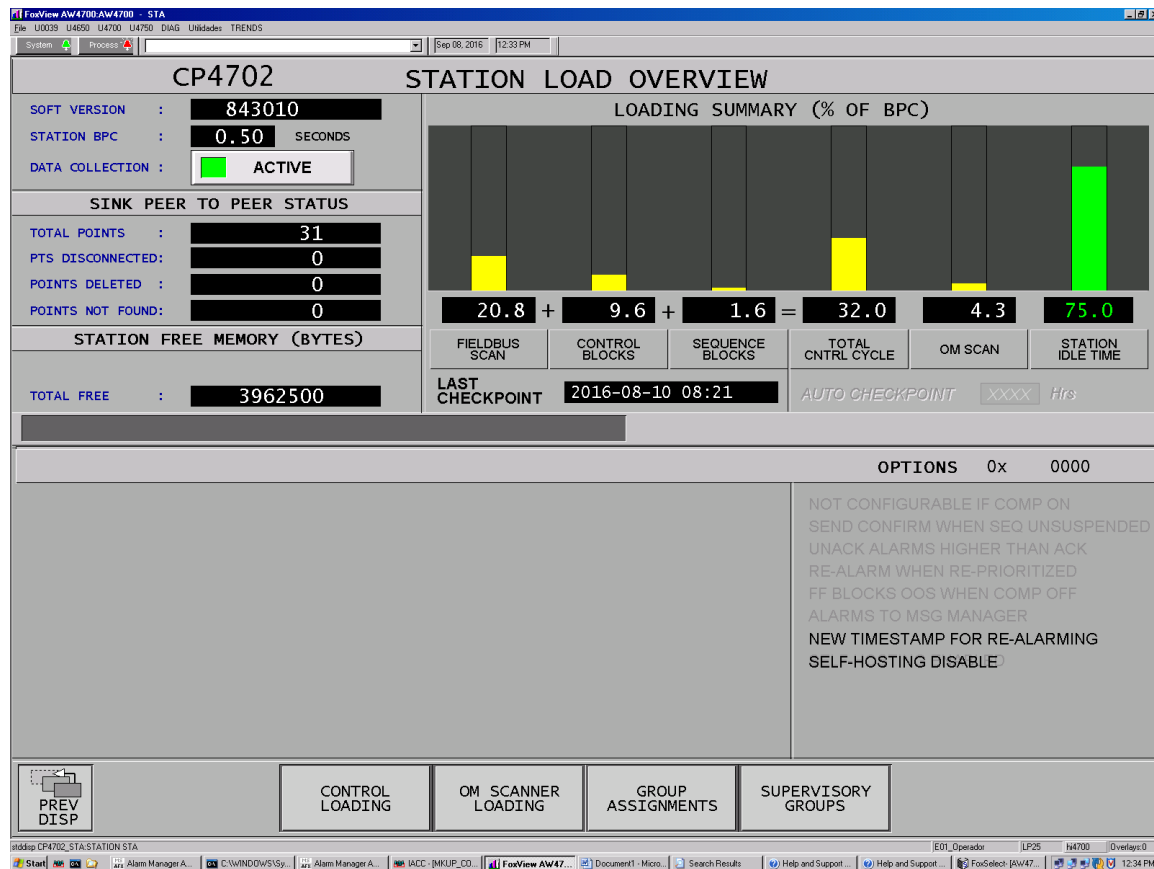 FoxView AW4700:AW4700 - STA
File U0039 U4650 U4700 U4750 DIAG Utilidades TRENDS
System Process Sep 08, 2016 12:33 PM
CP4702 STATION LOAD OVERVIEW
SOFT VERSION : 843010
STATION BPC : 0.50 SECONDS
DATA COLLECTION : ACTIVE
SINK PEER TO PEER STATUS
TOTAL POINTS : 31
PTS DISCONNECTED: 0
POINTS DELETED : 0
POINTS NOT FOUND: 0
STATION FREE MEMORY (BYTES)
TOTAL FREE : 3962500
LOADING SUMMARY (% OF BPC)
20.8 + 9.6 + 1.6 = 32.0 4.3 75.0
FIELDBUS SCAN
CONTROL BLOCKS
SEQUENCE BLOCKS
TOTAL CNTRL CYCLE
OM SCAN
STATION IDLE TIME
LAST CHECKPOINT 2016-08-10 08:21
AUTO CHECKPOINT XXXX Hrs
OPTIONS 0x 0000
NOT CONFIGURABLE IF COMP ON
SEND CONFIRM WHEN SEQ UNSUSPENDED
UNACK ALARMS HIGHER THAN ACK
RE-ALARM WHEN RE-PRIORITIZED
FF BLOCKS OOS WHEN COMP OFF
ALARMS TO MSG MANAGER
NEW TIMESTAMP FOR RE-ALARMING
SELF-HOSTING DISABLE
PREV DISP
CONTROL LOADING
OM SCANNER LOADING
GROUP ASSIGNMENTS
SUPERVISORY GROUPS
stddisp CP4702_STA:STATION STA E01_Operador LP25 hi4700 Overlays:0
Start Alarm Manager A... C:\WINDOWS\Sy... Alarm Manager A... IACC - [MKUP_CO... FoxView AW47... Document1 - Micro... Search Results Help and Support ... Help and Support ... FoxSelect- [AW47... 12:34 PM